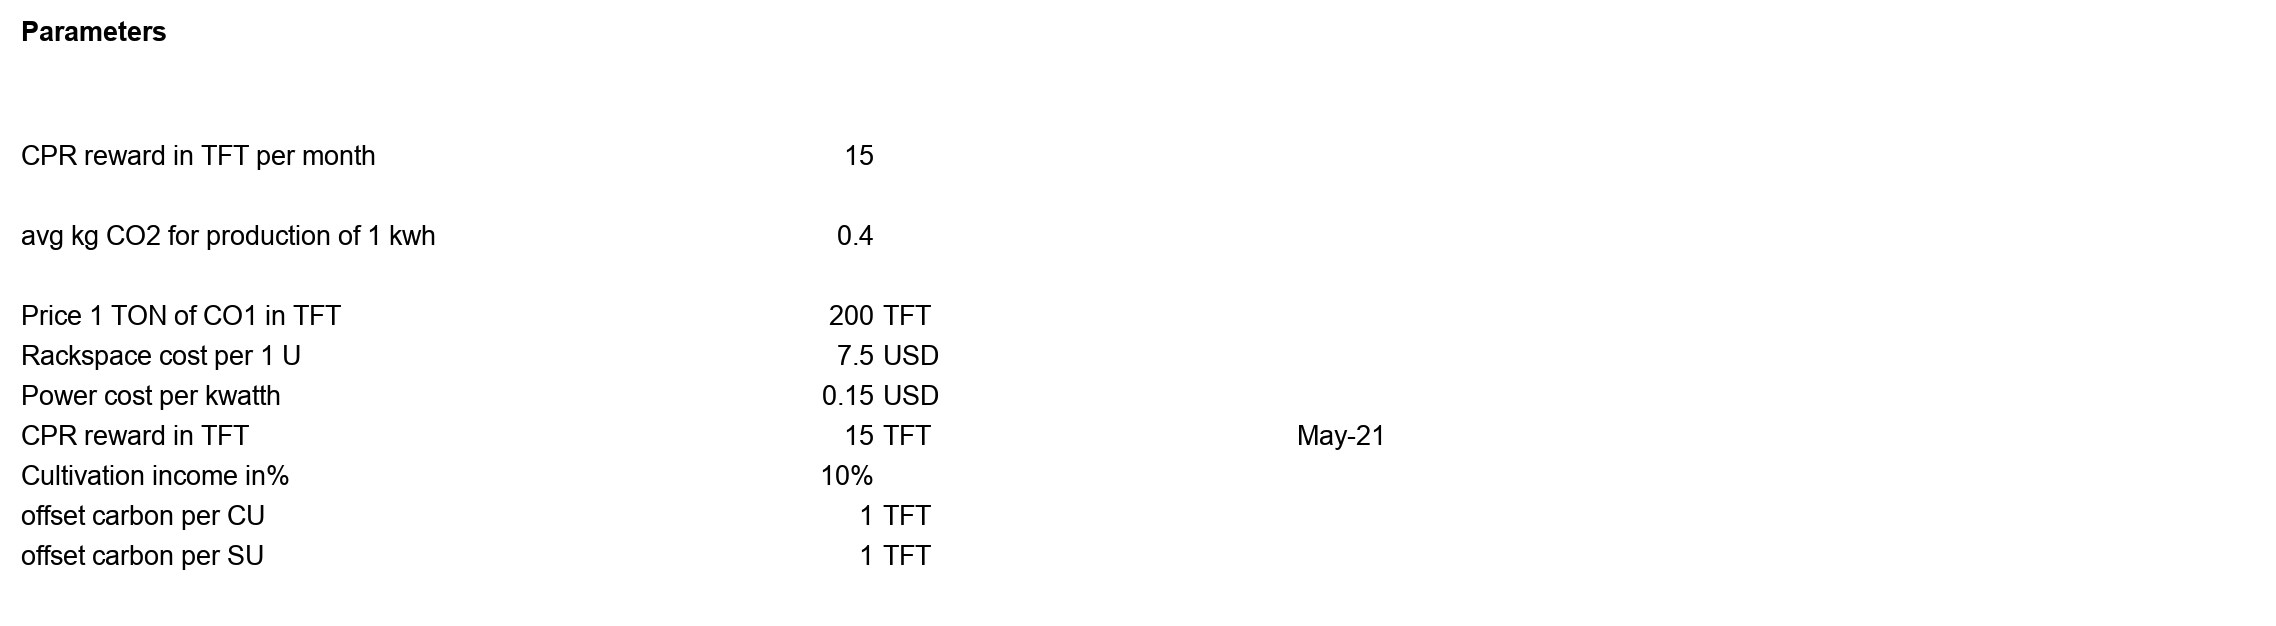 Parameters
CPR reward in TFT per month 15
avg kg CO2 for production of 1 kwh 0.4
Price 1 TON of CO1 in TFT 200 TFT
Rackspace cost per 1 U 7.5 USD
Power cost per kwatth 0.15 USD
CPR reward in TFT 15 TFT May-21
Cultivation income in% 10%
offset carbon per CU 1 TFT
offset carbon per SU 1 TFT